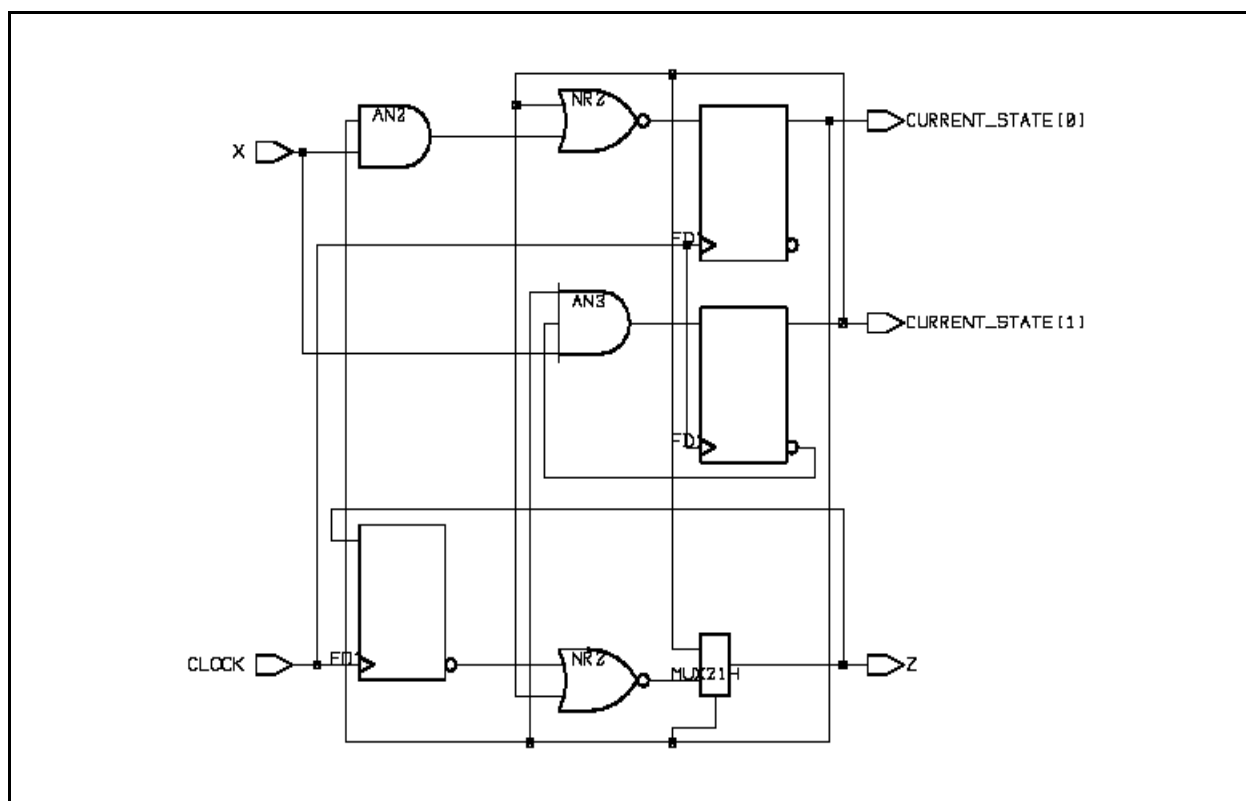 AN2
NR2
CURRENT_STATE[0]
X
FD1
AN3
CURRENT_STATE[1]
FD1
CLOCK
FD1
NR2
MUX21H
Z